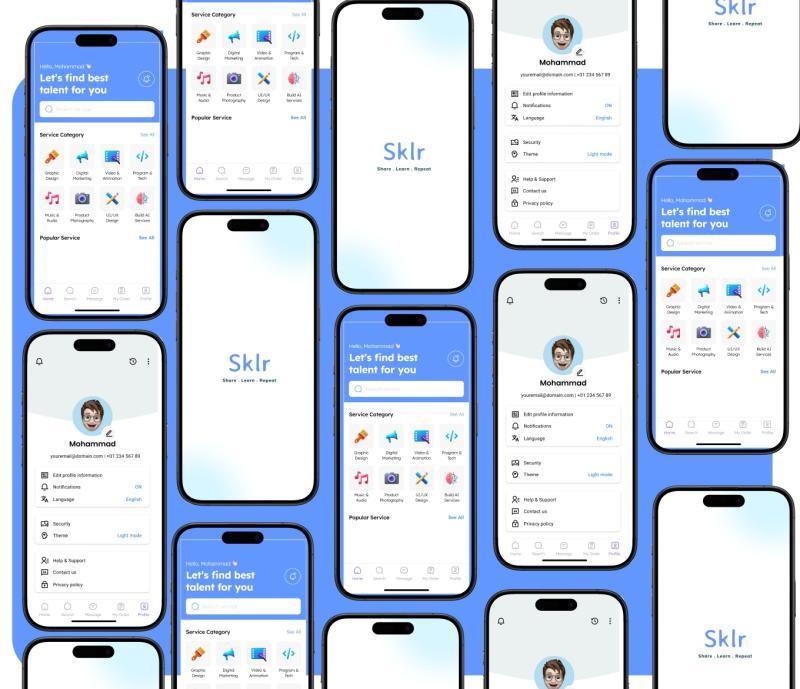 Hello, Mohammad 👋
Let's find best
talent for you
Service Category See All
Graphic Design
Digital Marketing
Video & Animation
Program & Tech
Music & Audio
Product Photography
UI/UX Design
Build AI Services
Popular Service See All
Home Search Message My Order Profile
Mohammad
youremail@domain.com | +01 234 567 89
Edit profile information
Notifications ON
Language English
Security
Theme Light mode
Help & Support
Contact us
Privacy policy
Home Search Message My Order Profile
Service Category See All
Graphic Design
Digital Marketing
Video & Animation
Program & Tech
Music & Audio
Product Photography
UI/UX Design
Build AI Services
Popular Service See All
Home Search Message My Order Profile
Sklr
Share . Learn . Repeat
Hello, Mohammad 👋
Let's find best
talent for you
Service Category See All
Graphic Design
Digital Marketing
Video & Animation
Program & Tech
Sklr
Share . Learn . Repeat
Hello, Mohammad 👋
Let's find best
talent for you
Service Category See All
Graphic Design
Digital Marketing
Video & Animation
Program & Tech
Music & Audio
Product Photography
UI/UX Design
Build AI Services
Popular Service See All
Home Search Message My Order Profile
Mohammad
youremail@domain.com | +01 234 567 89
Edit profile information
Notifications ON
Language English
Security
Theme Light mode
Help & Support
Contact us
Privacy policy
Home Search Message My Order Profile
Mohammad
youremail@domain.com | +01 234 567 89
Edit profile information
Notifications ON
Language English
Security
Theme Light mode
Help & Support
Contact us
Privacy policy
Home Search Message My Order Profile
Sklr
Share . Learn . Repeat
Hello, Mohammad 👋
Let's find best
talent for you
Service Category See All
Graphic Design
Digital Marketing
Video & Animation
Program & Tech
Music & Audio
Product Photography
UI/UX Design
Build AI Services
Popular Service See All
Home Search Message My Order Profile
Sklr
Share . Learn . Repeat